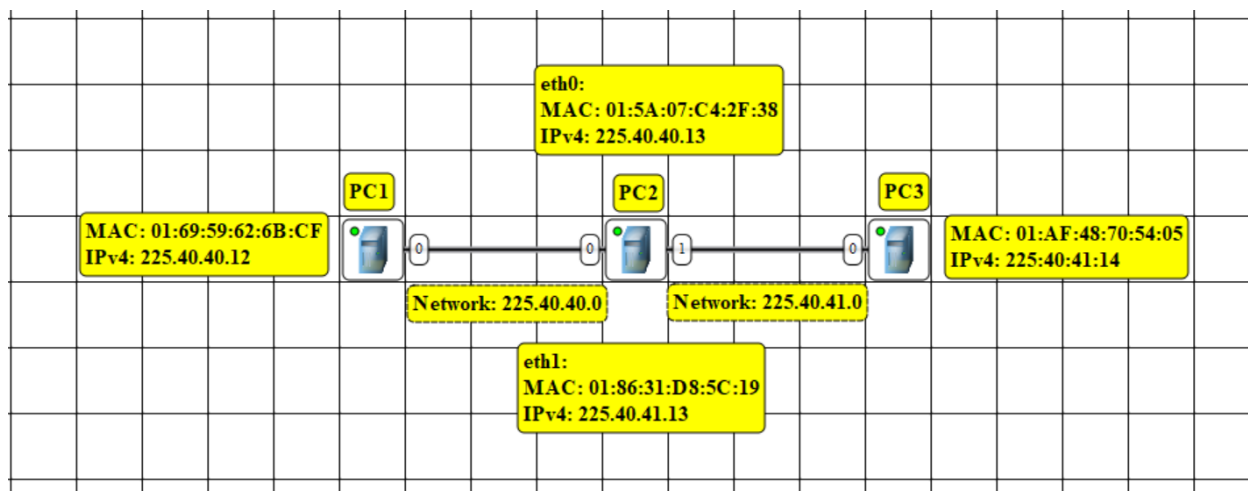 eth0:
MAC: 01:5A:07:C4:2F:38
IPv4: 225.40.40.13
PC1
PC2
PC3
MAC: 01:69:59:62:6B:CF
IPv4: 225.40.40.12
0
0
1
0
MAC: 01:AF:48:70:54:05
IPv4: 225:40:41:14
Network: 225.40.40.0
Network: 225.40.41.0
eth1:
MAC: 01:86:31:D8:5C:19
IPv4: 225.40.41.13